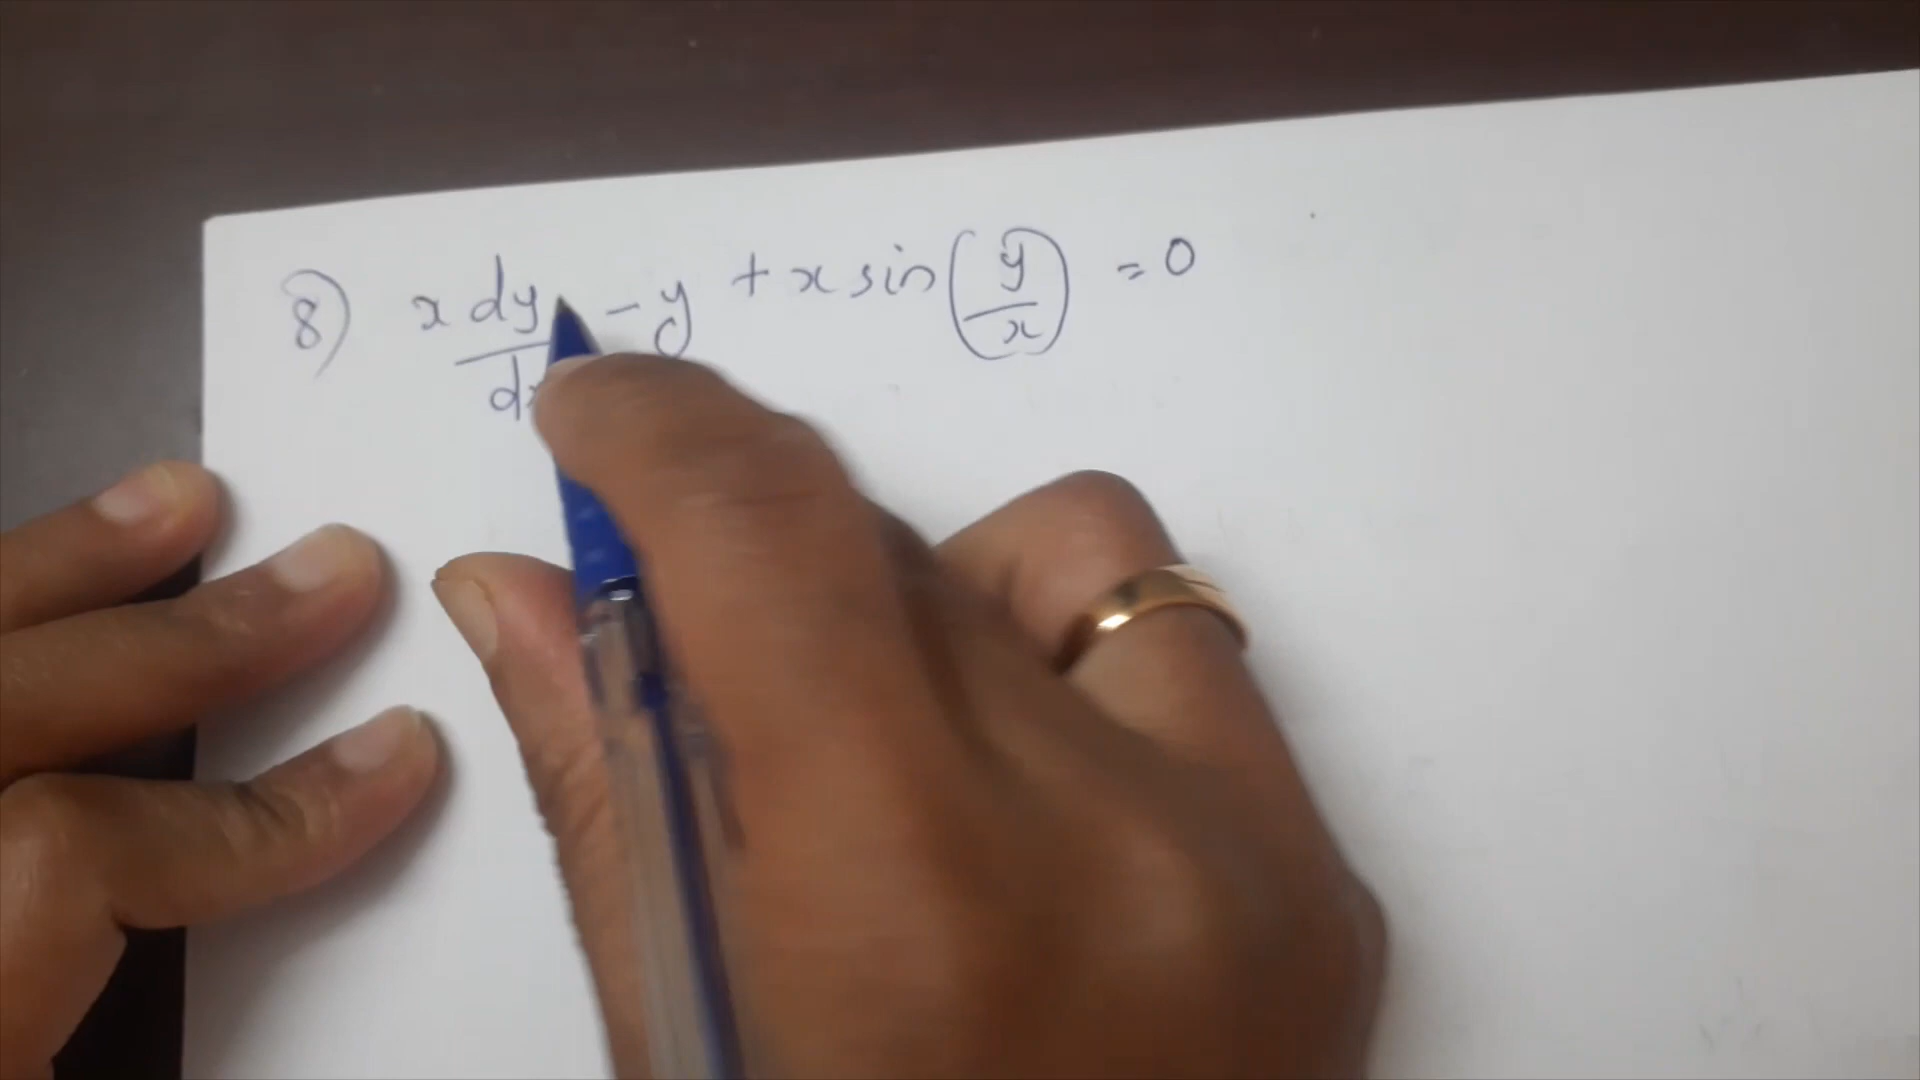 8) x dy/dx - y + x sin(y/x) = 0